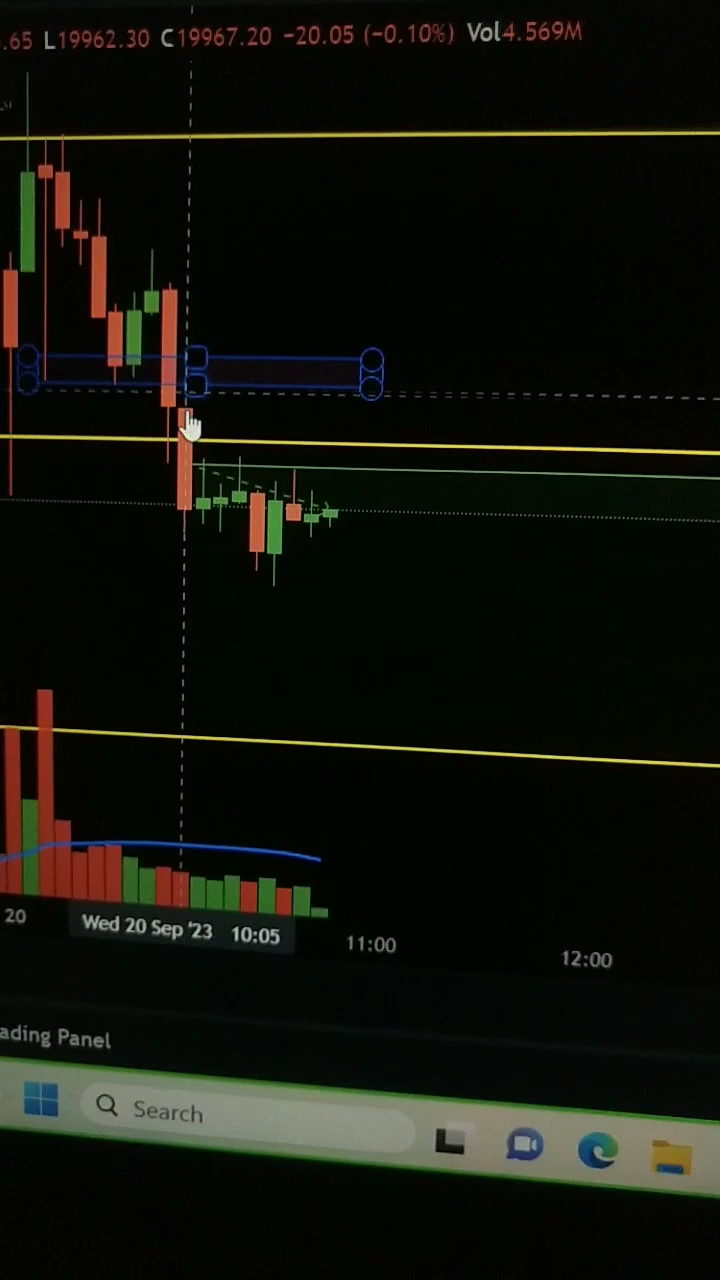 .65 L19962.30 C19967.20 −20.05 (−0.10%) Vol4.569M
20 Wed 20 Sep '23 10:05 11:00 12:00
ading Panel
Search